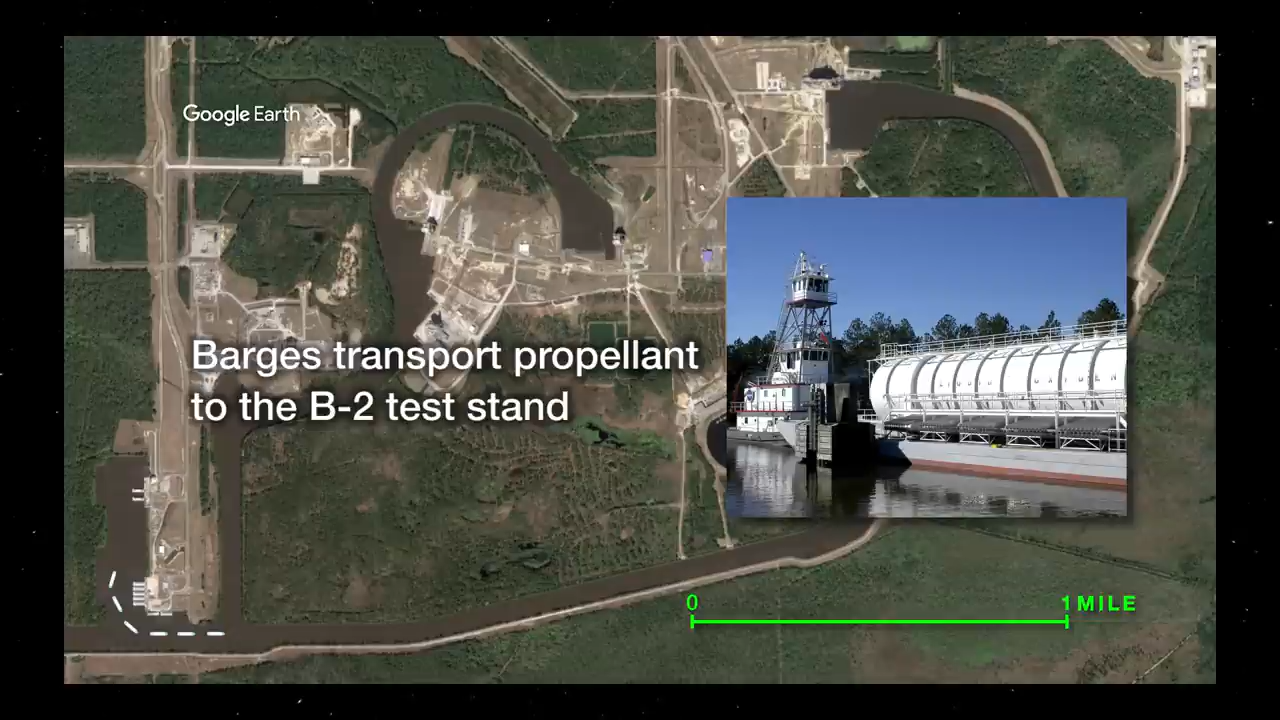 Google Earth
Barges transport propellant
to the B-2 test stand
0 1 MILE